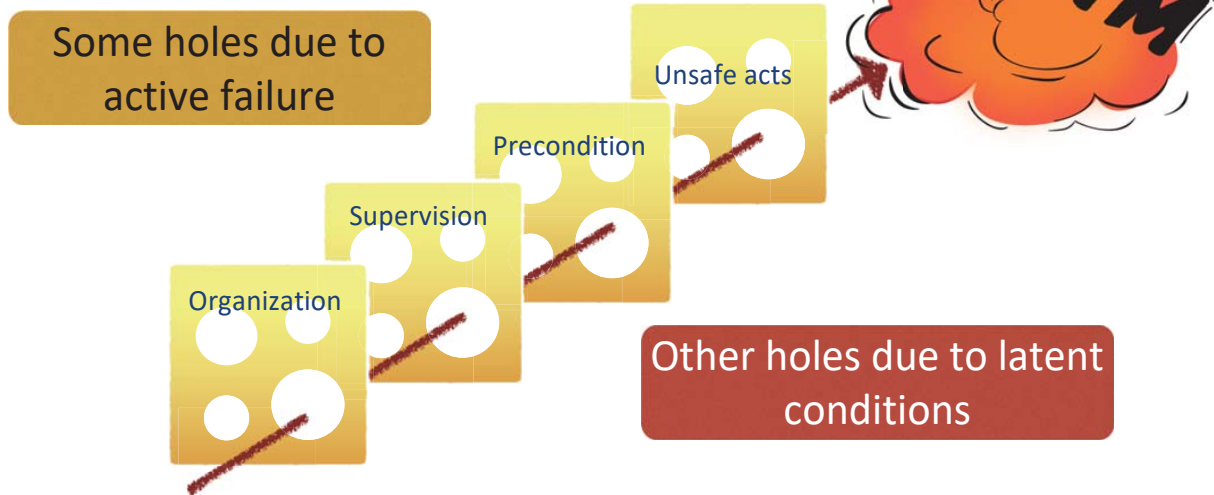 Some holes due to
active failure
Unsafe acts
Precondition
Supervision
Organization
Other holes due to latent
conditions